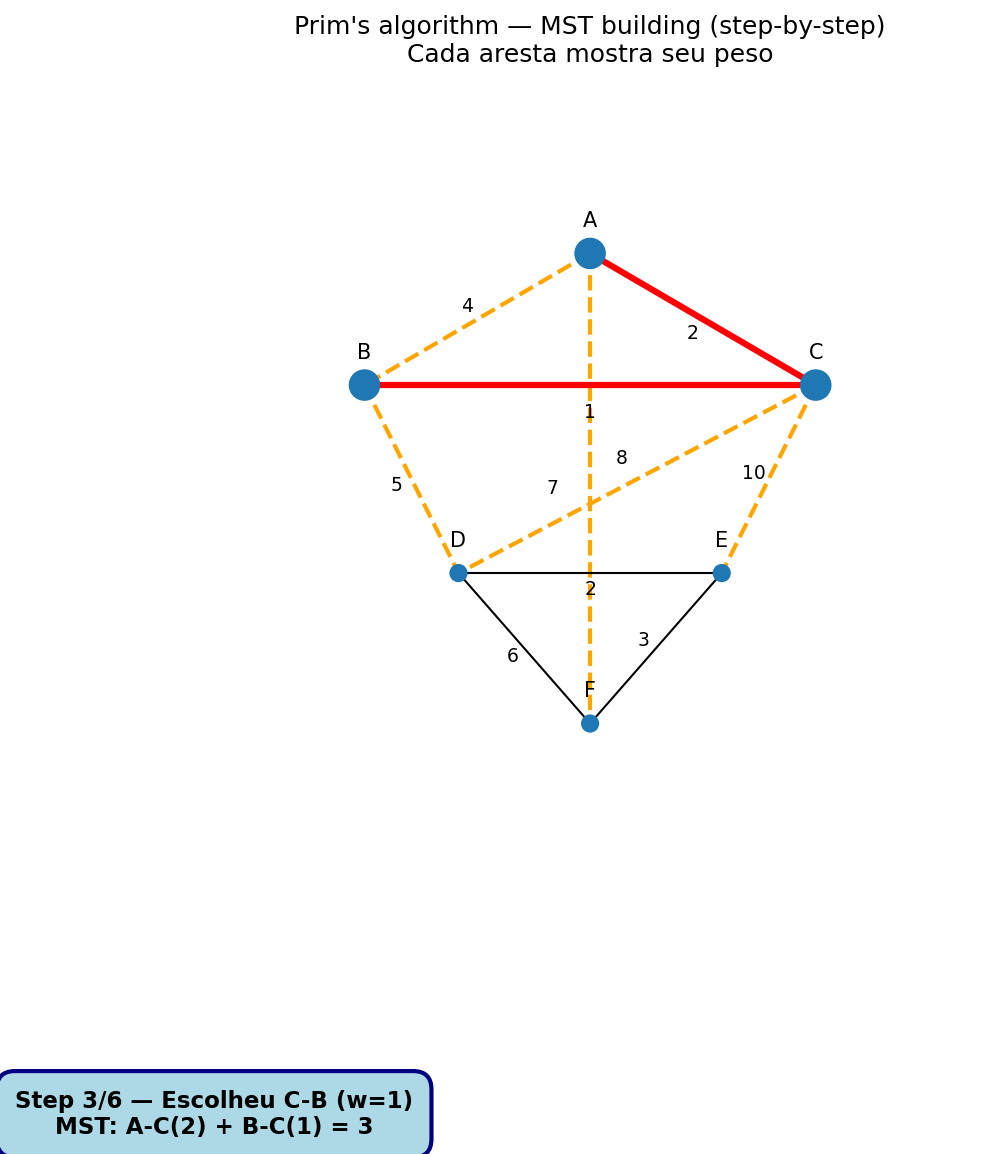 Prim's algorithm — MST building (step-by-step)
Cada aresta mostra seu peso
A
4
2
B
C
1
8
7
10
5
D
E
2
3
6
F
Step 3/6 — Escolheu C-B (w=1)
MST: A-C(2) + B-C(1) = 3